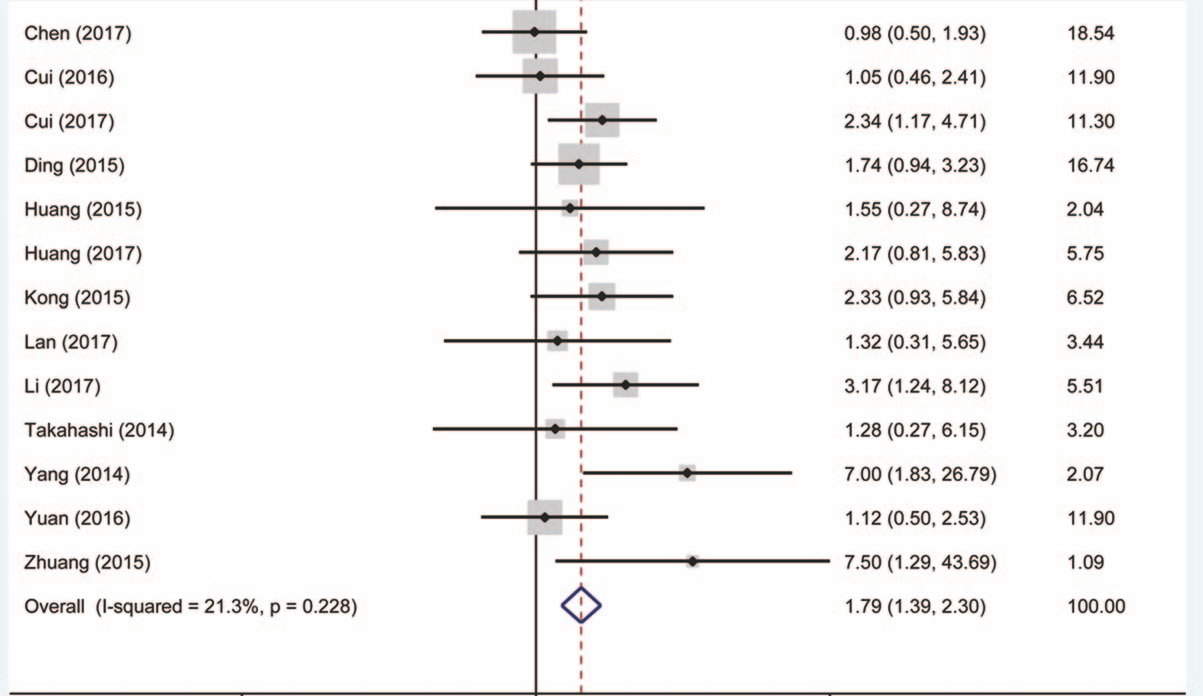 Chen (2017) 0.98 (0.50, 1.93) 18.54
Cui (2016) 1.05 (0.46, 2.41) 11.90
Cui (2017) 2.34 (1.17, 4.71) 11.30
Ding (2015) 1.74 (0.94, 3.23) 16.74
Huang (2015) 1.55 (0.27, 8.74) 2.04
Huang (2017) 2.17 (0.81, 5.83) 5.75
Kong (2015) 2.33 (0.93, 5.84) 6.52
Lan (2017) 1.32 (0.31, 5.65) 3.44
Li (2017) 3.17 (1.24, 8.12) 5.51
Takahashi (2014) 1.28 (0.27, 6.15) 3.20
Yang (2014) 7.00 (1.83, 26.79) 2.07
Yuan (2016) 1.12 (0.50, 2.53) 11.90
Zhuang (2015) 7.50 (1.29, 43.69) 1.09
Overall (I-squared = 21.3%, p = 0.228) 1.79 (1.39, 2.30) 100.00